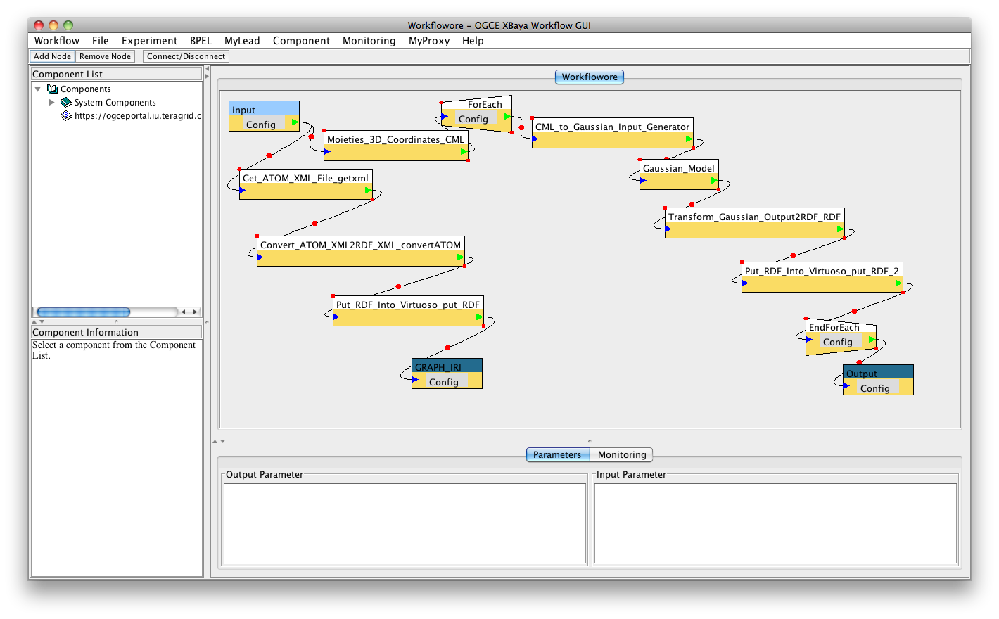 Workflowore – OGCE XBaya Workflow GUI
Workflow File Experiment BPEL MyLead Component Monitoring MyProxy Help
Add Node Remove Node Connect/Disconnect
Component List
Components
System Components
https://ogceportal.iu.teragrid.o
Component Information
Select a component from the Component
List.
Workflowore
input
Config
Moieties_3D_Coordinates_CML
ForEach
Config
CML_to_Gaussian_Input_Generator
Get_ATOM_XML_File_getxml
Gaussian_Model
Transform_Gaussian_Output2RDF_RDF
Convert_ATOM_XML2RDF_XML_convertATOM
Put_RDF_Into_Virtuoso_put_RDF_2
Put_RDF_Into_Virtuoso_put_RDF
EndForEach
Config
GRAPH_IRI
Config
Output
Config
Parameters Monitoring
Output Parameter
Input Parameter